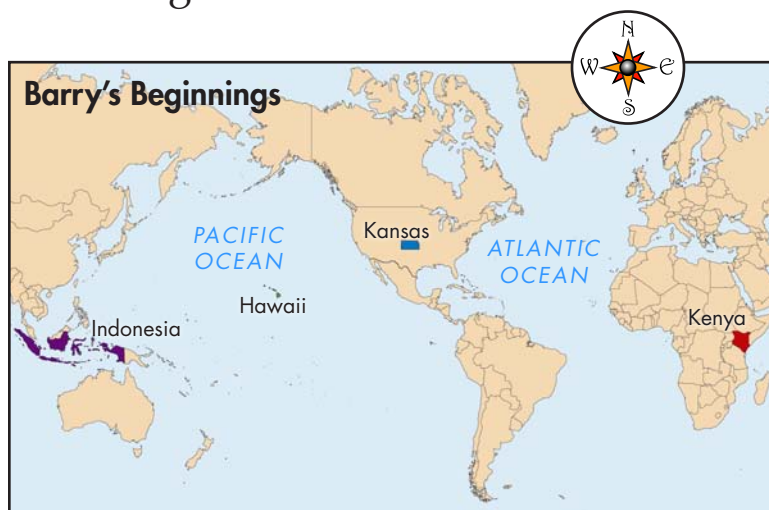 N
W E
S
Barry's Beginnings
PACIFIC
OCEAN
Kansas
ATLANTIC
OCEAN
Hawaii
Indonesia
Kenya